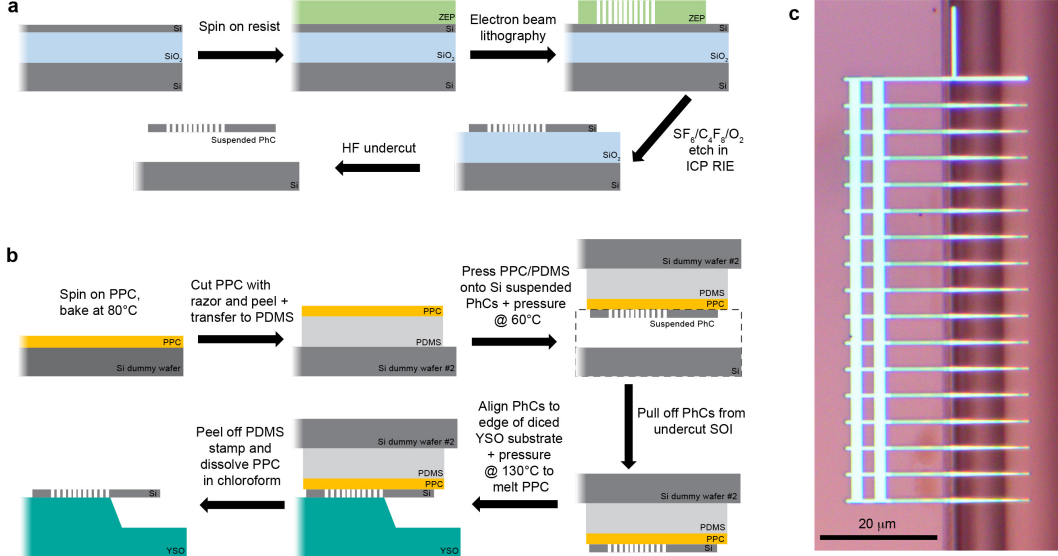 a
Si
SiO₂
Si
Spin on resist
ZEP
Si
SiO₂
Si
Electron beam
lithography
ZEP
Si
SiO₂
Si
SF₆/C₄F₈/O₂
etch in
ICP RIE
Si
SiO₂
Si
HF undercut
Suspended PhC
Si
b
Spin on PPC,
bake at 80°C
PPC
Si dummy wafer
Cut PPC with
razor and peel +
transfer to PDMS
PPC
PDMS
Si dummy wafer #2
Press PPC/PDMS
onto Si suspended
PhCs + pressure
@ 60°C
Si dummy wafer #2
PDMS
PPC
Suspended PhC
Si
Pull off PhCs from
undercut SOI
Si dummy wafer #2
PDMS
PPC
Si
Align PhCs to
edge of diced
YSO substrate
+ pressure
@ 130°C to
melt PPC
Si dummy wafer #2
PDMS
PPC
Si
YSO
Peel off PDMS
stamp and
dissolve PPC
in chloroform
Si
YSO
c
20 μm